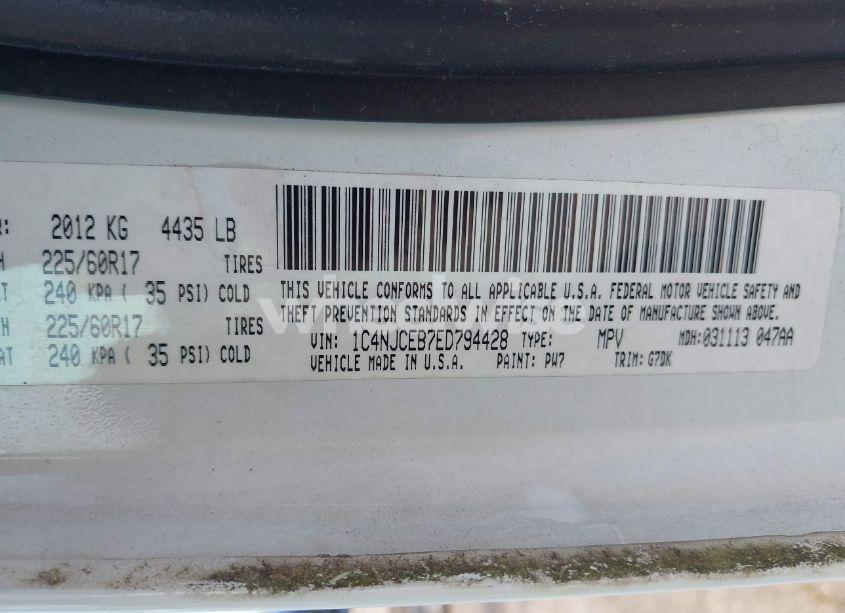 R: 2012 KG 4435 LB
H 225/60R17 TIRES
AT 240 KPA ( 35 PSI) COLD
H 225/60R17 TIRES
AT 240 KPA ( 35 PSI) COLD
THIS VEHICLE CONFORMS TO ALL APPLICABLE U.S.A. FEDERAL MOTOR VEHICLE SAFETY AND
THEFT PREVENTION STANDARDS IN EFFECT ON THE DATE OF MANUFACTURE SHOWN ABOVE.
VIN: 1C4NJCEB7ED794428 TYPE: MPV MDH:031113 047AA
VEHICLE MADE IN U.S.A. PAINT: PW7 TRIM: G7DK